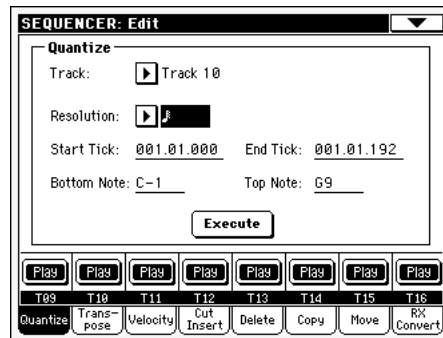 SEQUENCER: Edit
Quantize
Track: Track 10
Resolution:
Start Tick: 001.01.000 End Tick: 001.01.192
Bottom Note: C-1 Top Note: G9
Execute
Play Play Play Play Play Play Play Play
T09 T10 T11 T12 T13 T14 T15 T16
Quantize Trans- Velocity Cut Delete Copy Move RX
pose Insert Convert